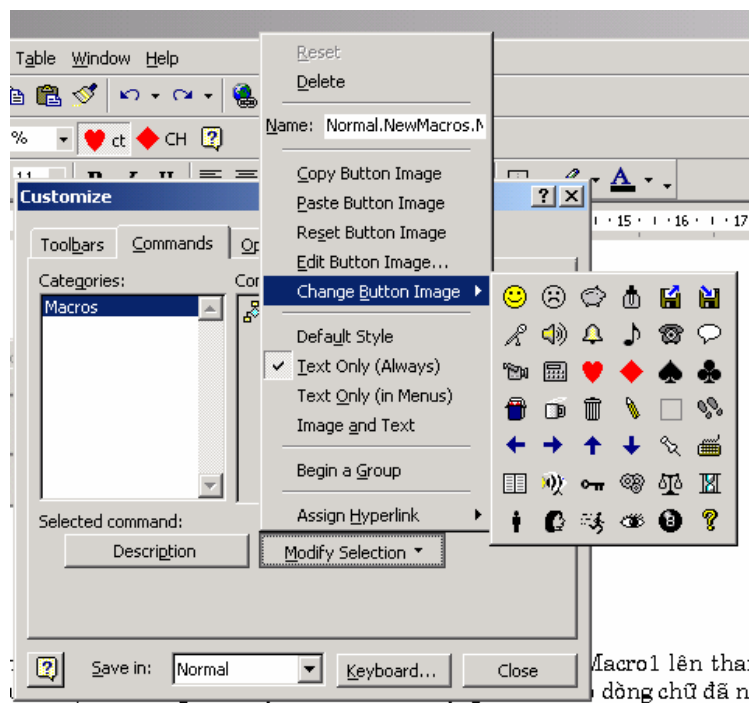 Table Window Help
% ct CH
Customize
Toolbars Commands
Categories:
Macros
Selected command:
Description
Modify Selection
Save in: Normal Keyboard... Close
Reset
Delete
Name: Normal.NewMacros.
Copy Button Image
Paste Button Image
Reset Button Image
Edit Button Image...
Change Button Image
Default Style
Text Only (Always)
Text Only (in Menus)
Image and Text
Begin a Group
Assign Hyperlink
15 16 17
Macro1 lên
dòng chữ đã